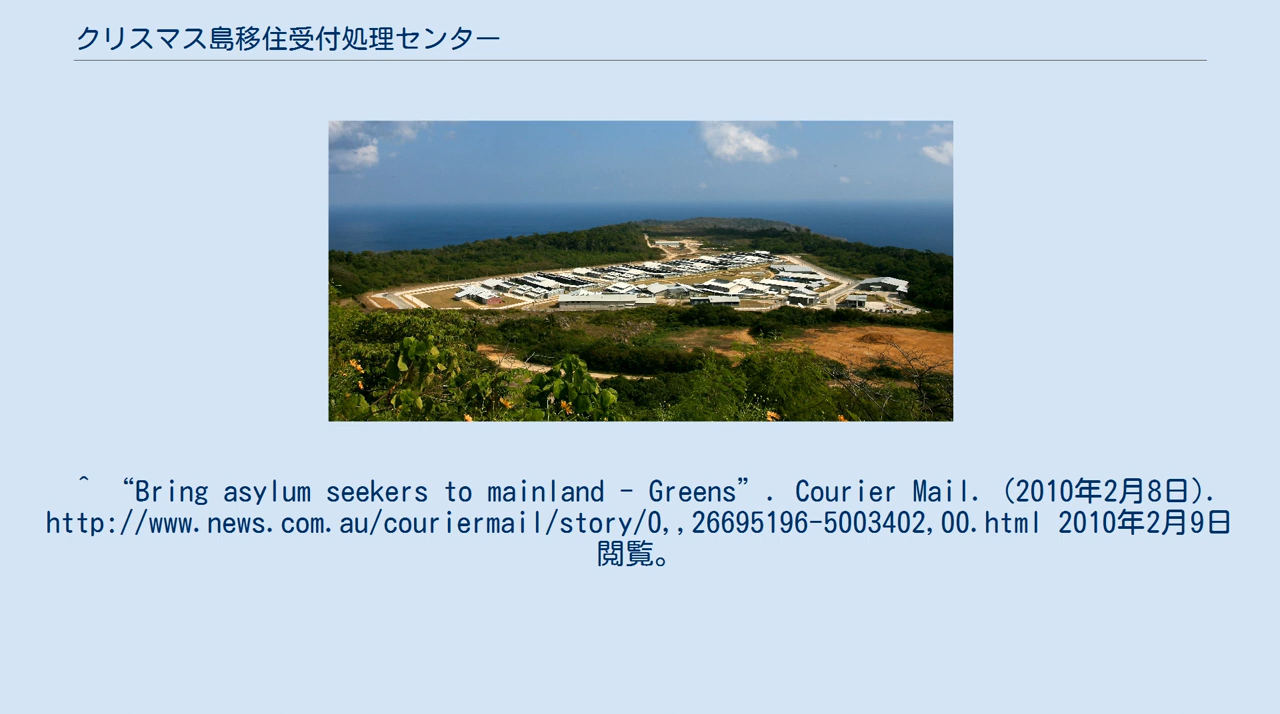 クリスマス島移住受付処理センター
^ “Bring asylum seekers to mainland - Greens”. Courier Mail. (2010年2月8日).
http://www.news.com.au/couriermail/story/0,,26695196-5003402,00.html 2010年2月9日
閲覧。